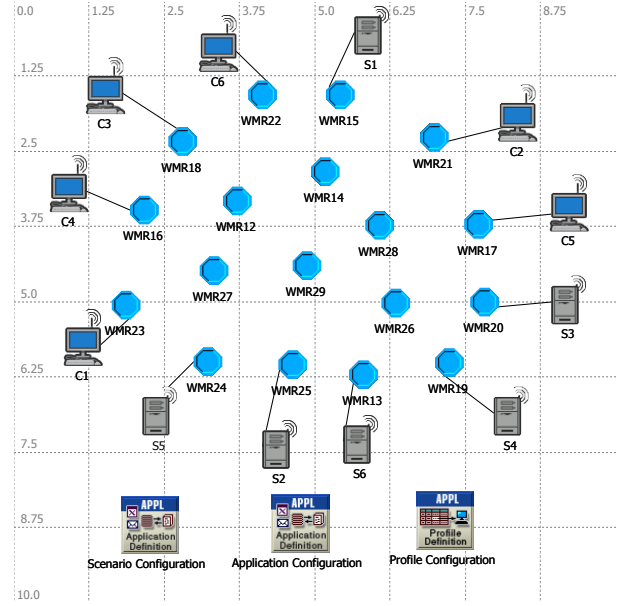 0.0 1.25 2.5 3.75 5.0 6.25 7.5 8.75
S1
C6
1.25
C3
WMR22 WMR15
C2
2.5
WMR18
WMR21
WMR14
C4
WMR12
3.75
WMR16
WMR28
WMR17
C5
WMR27
WMR29
5.0
WMR23
WMR26
WMR20
S3
C1
6.25
WMR24
WMR25
WMR13
WMR19
S5
7.5
S2
S6
S4
APPL
Application
Definition
APPL
Application
Definition
APPL
Profile
Definition
8.75
Scenario Configuration
Application Configuration
Profile Configuration
10.0